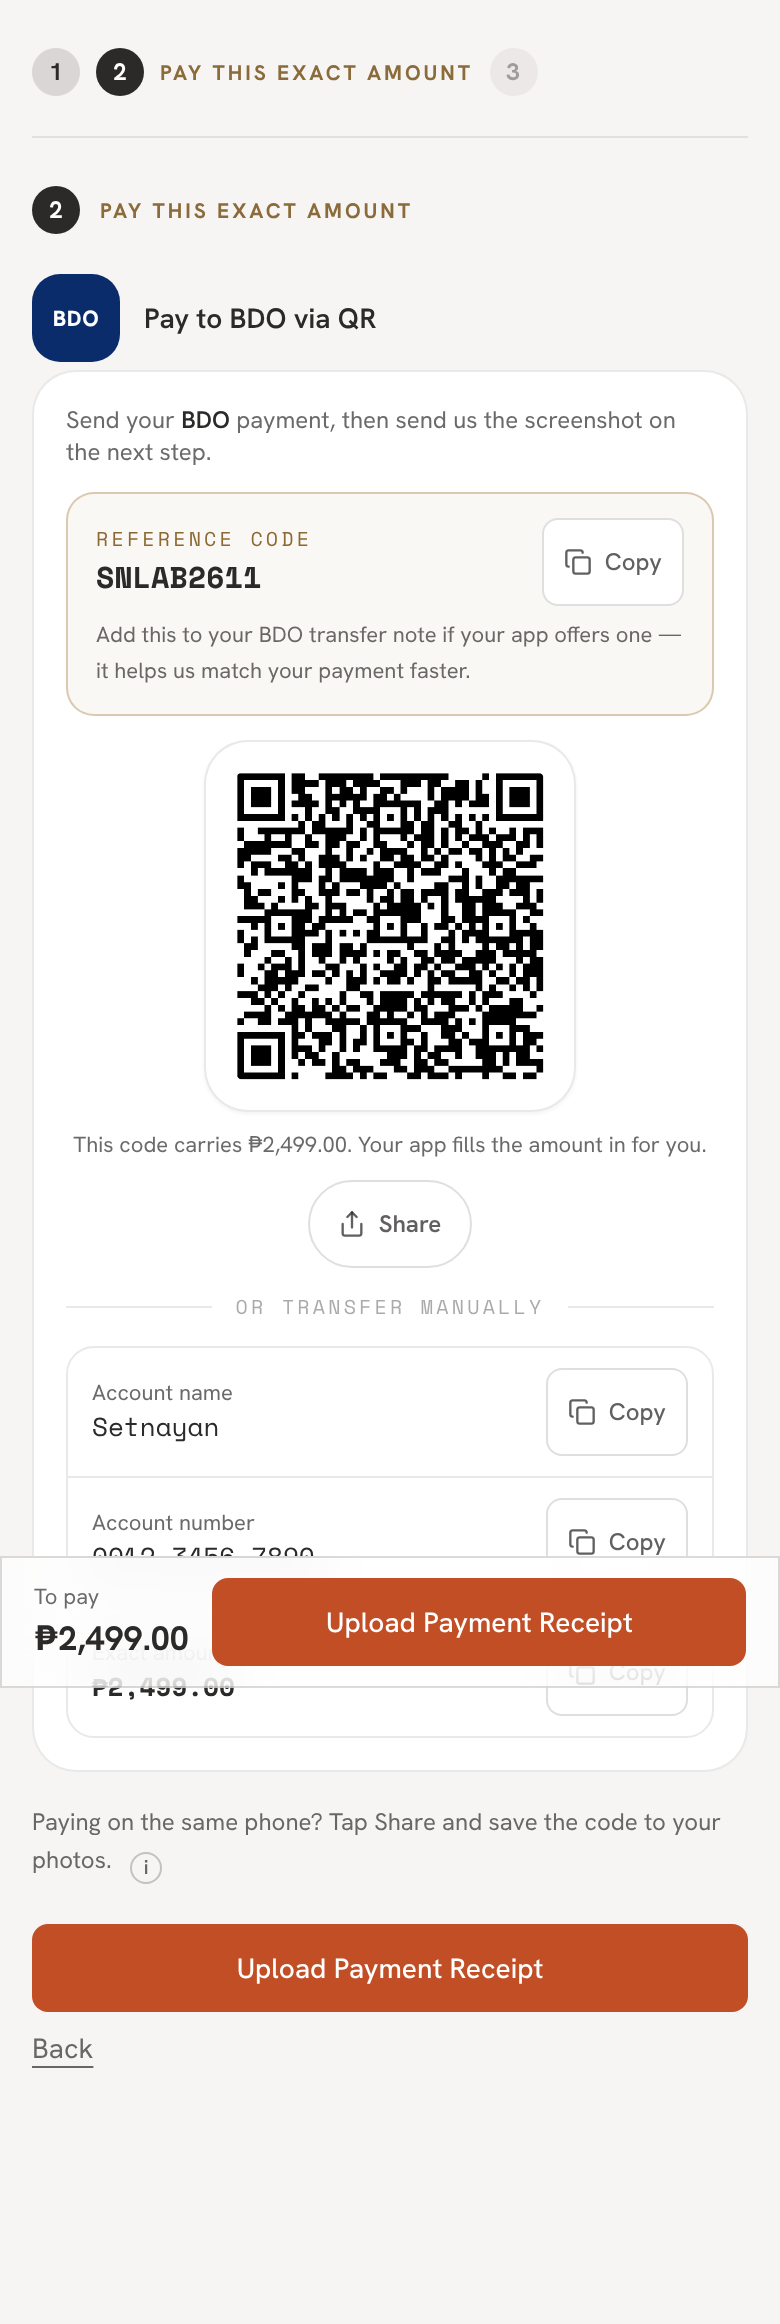 1 2 PAY THIS EXACT AMOUNT 3
2 PAY THIS EXACT AMOUNT
BDO Pay to BDO via QR
Send your BDO payment, then send us the screenshot on
the next step.
REFERENCE CODE
SNLAB2611
Copy
Add this to your BDO transfer note if your app offers one —
it helps us match your payment faster.
This code carries ₱2,499.00. Your app fills the amount in for you.
Share
OR TRANSFER MANUALLY
Account name
Setnayan
Copy
Account number
Copy
To pay
₱2,499.00
Upload Payment Receipt
Exact amount
₱2,499.00
Copy
Paying on the same phone? Tap Share and save the code to your
photos. i
Upload Payment Receipt
Back